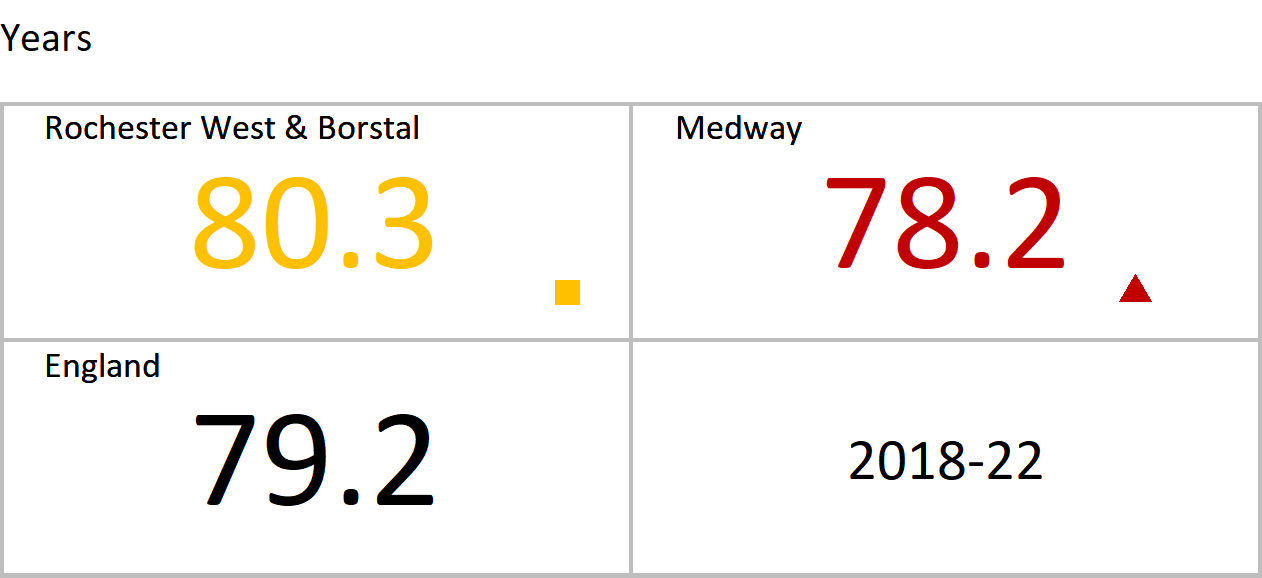 Years
Rochester West & Borstal
80.3
Medway
78.2
England
79.2
2018-22